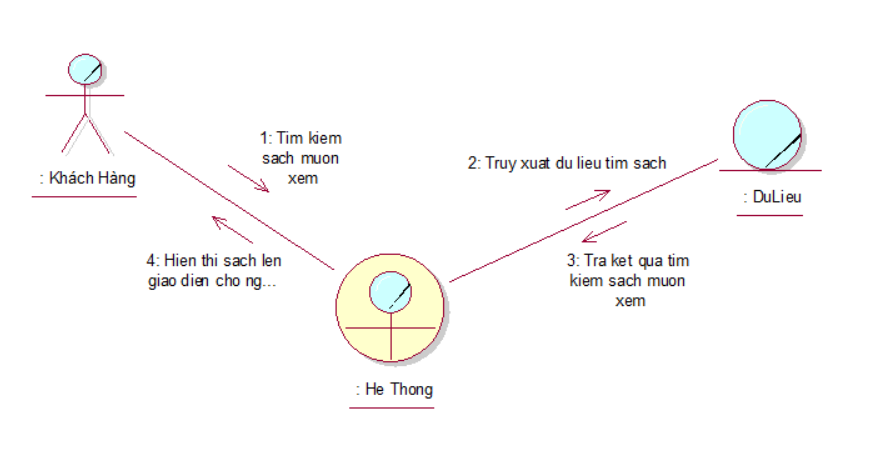 1: Tim kiem
sach muon
xem
2: Truy xuat du lieu tim sach
: Khách Hàng
: DuLieu
4: Hien thi sach len
giao dien cho ng...
3: Tra ket qua tim
kiem sach muon
xem
: He Thong